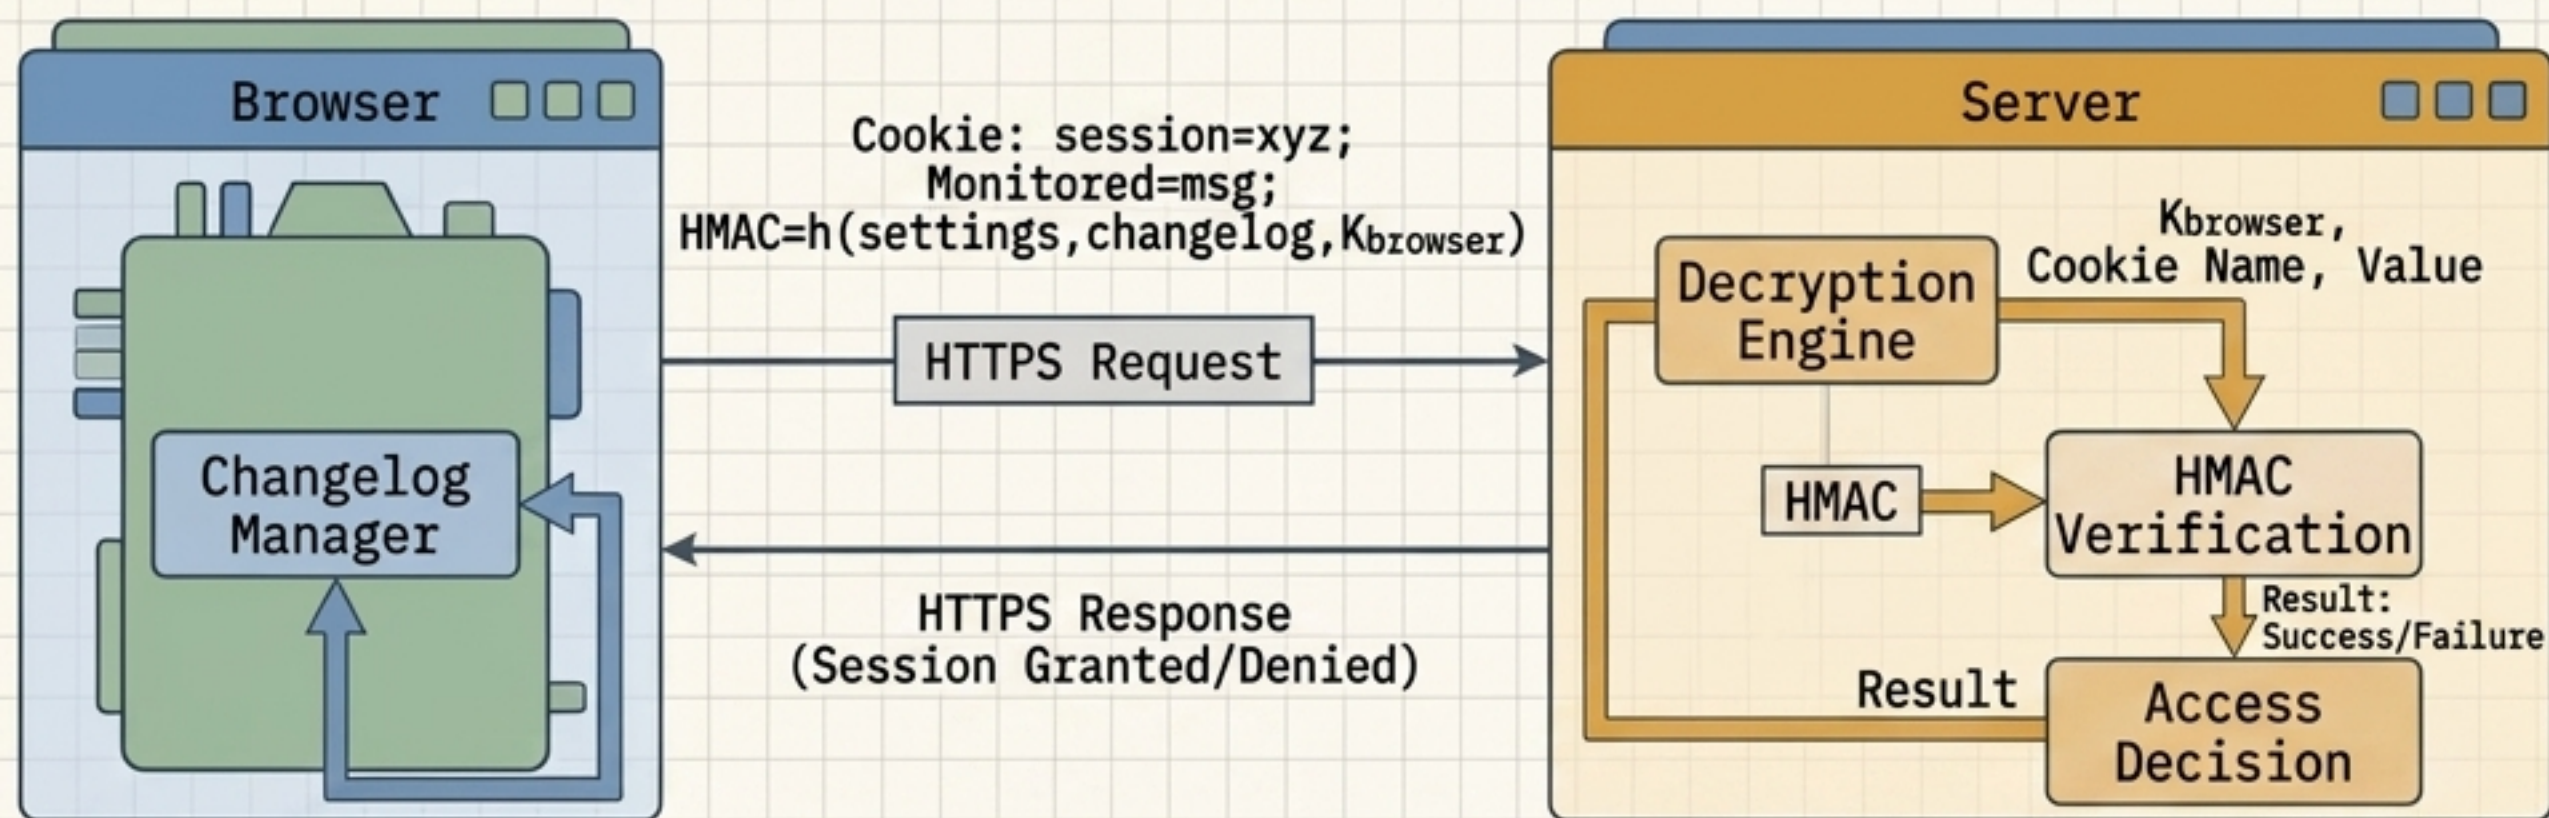 Browser
Changelog
Manager
Cookie: session=xyz;
Monitored=msg;
HMAC=h(settings,changelog,Kbrowser)
HTTPS Request
HTTPS Response
(Session Granted/Denied)
Server
Decryption
Engine
Kbrowser,
Cookie Name, Value
HMAC
HMAC
Verification
Result:
Success/Failure
Result
Access
Decision